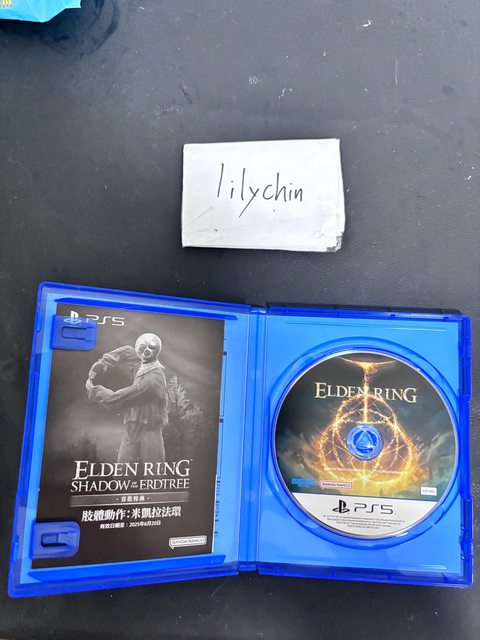 lilychin
PS5
ELDEN RING
SHADOW OF THE ERDTREE
首批特典
肢體動作：米凱拉法環
有效日期至：2025年6月20日
BANDAI NAMCO
ELDEN RING
BANDAI NAMCO
PS5